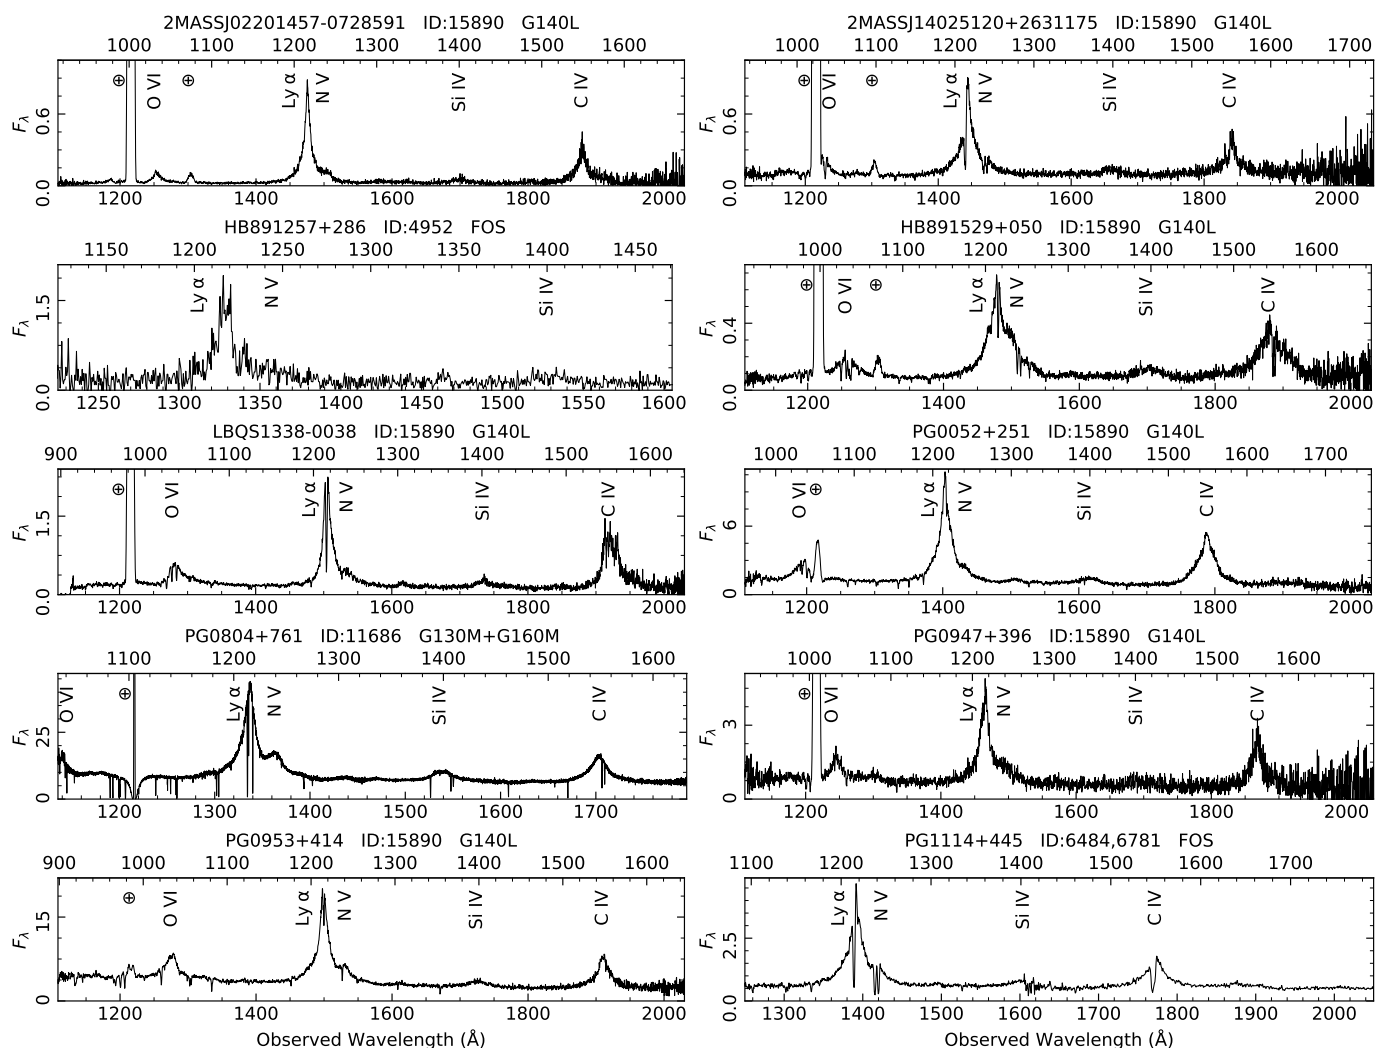 2MASSJ02201457-0728591 ID:15890 G140L
1000 1100 1200 1300 1400 1500 1600
⊕ O VI ⊕ Ly α N V Si IV C IV
Fλ
0.0 0.6
1200 1400 1600 1800 2000
2MASSJ14025120+2631175 ID:15890 G140L
1000 1100 1200 1300 1400 1500 1600 1700
⊕ O VI ⊕ Ly α N V Si IV C IV
Fλ
0.0 0.6
1200 1400 1600 1800 2000
HB891257+286 ID:4952 FOS
1150 1200 1250 1300 1350 1400 1450
Ly α N V Si IV
Fλ
0.0 1.5
1250 1300 1350 1400 1450 1500 1550 1600
HB891529+050 ID:15890 G140L
1000 1100 1200 1300 1400 1500 1600
⊕ O VI ⊕ Ly α N V Si IV C IV
Fλ
0.0 0.4
1200 1400 1600 1800 2000
LBQS1338-0038 ID:15890 G140L
900 1000 1100 1200 1300 1400 1500 1600
⊕ O VI Ly α N V Si IV C IV
Fλ
0.0 1.5
1200 1400 1600 1800 2000
PG0052+251 ID:15890 G140L
1000 1100 1200 1300 1400 1500 1600 1700
O VI ⊕ Ly α N V Si IV C IV
Fλ
0 6
1200 1400 1600 1800 2000
PG0804+761 ID:11686 G130M+G160M
1100 1200 1300 1400 1500 1600
O VI ⊕ Ly α N V Si IV C IV
Fλ
0 25
1200 1300 1400 1500 1600 1700
PG0947+396 ID:15890 G140L
1000 1100 1200 1300 1400 1500 1600
⊕ O VI Ly α N V Si IV C IV
Fλ
0 3
1200 1400 1600 1800 2000
PG0953+414 ID:15890 G140L
900 1000 1100 1200 1300 1400 1500 1600
⊕ O VI Ly α N V Si IV C IV
Fλ
0 15
1200 1400 1600 1800 2000
Observed Wavelength (Å)
PG1114+445 ID:6484,6781 FOS
1100 1200 1300 1400 1500 1600 1700
Ly α N V Si IV C IV
Fλ
0.0 2.5
1300 1400 1500 1600 1700 1800 1900 2000
Observed Wavelength (Å)